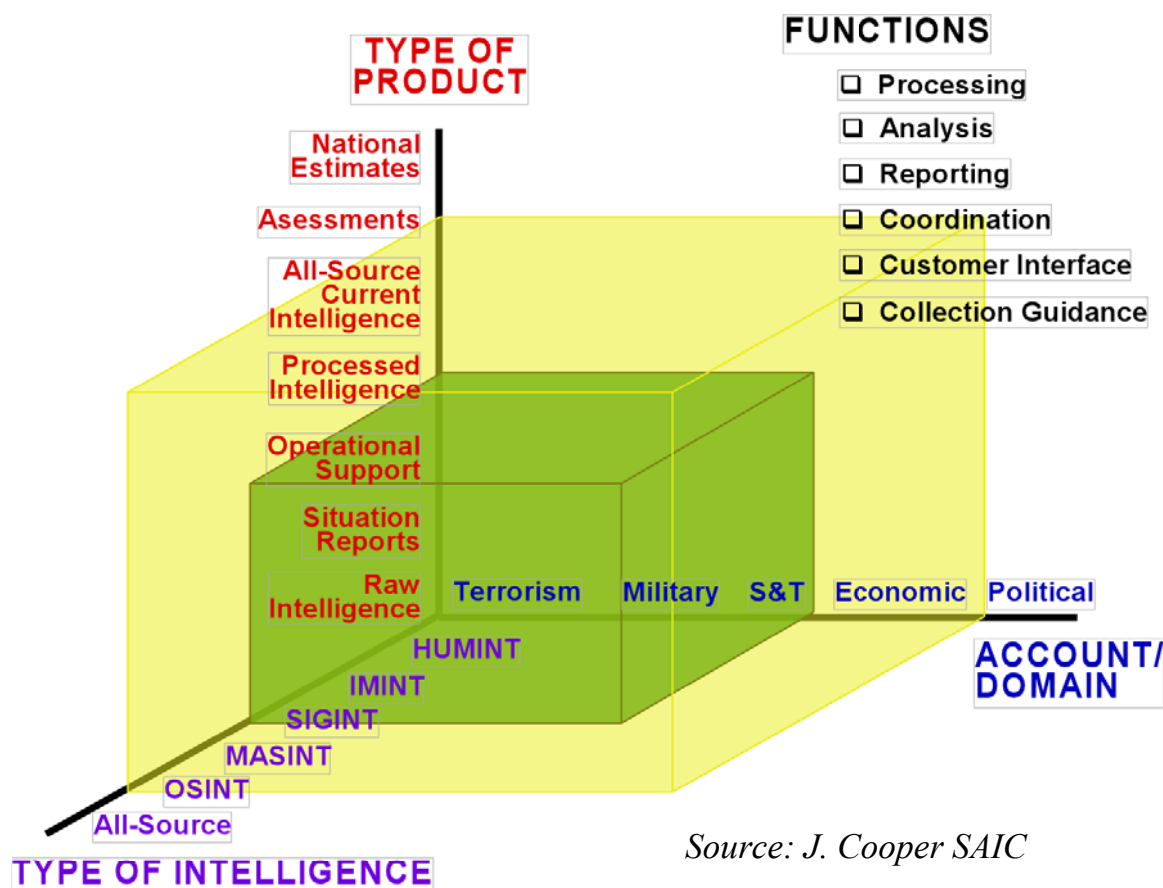 TYPE OF
PRODUCT
National
Estimates
Asessments
All-Source
Current
Intelligence
Processed
Intelligence
Operational
Support
Situation
Reports
Raw
Intelligence
FUNCTIONS
Processing
Analysis
Reporting
Coordination
Customer Interface
Collection Guidance
Terrorism
Military
S&T
Economic
Political
ACCOUNT/
DOMAIN
HUMINT
IMINT
SIGINT
MASINT
OSINT
All-Source
TYPE OF INTELLIGENCE
Source: J. Cooper SAIC